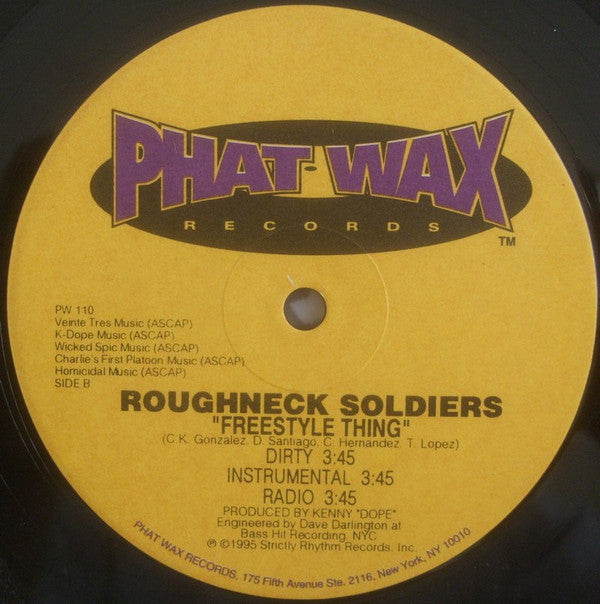 PHAT·WAX
RECORDS
TM
PW 110
Veinte Tres Music (ASCAP)
K-Dope Music (ASCAP)
Wicked Spic Music (ASCAP)
Charlie's First Platoon Music (ASCAP)
Homicidal Music (ASCAP)
SIDE B
ROUGHNECK SOLDIERS
"FREESTYLE THING"
(C.K. Gonzalez. D. Santiago. C. Hernandez. T. Lopez)
DIRTY 3:45
INSTRUMENTAL 3:45
RADIO 3:45
PRODUCED BY KENNY "DOPE"
Engineered by Dave Darlington at
Bass Hit Recording, NYC
℗ ©1995 Strictly Rhythm Records, Inc.
PHAT WAX RECORDS, 175 Fifth Avenue Ste. 2116, New York, NY 10010